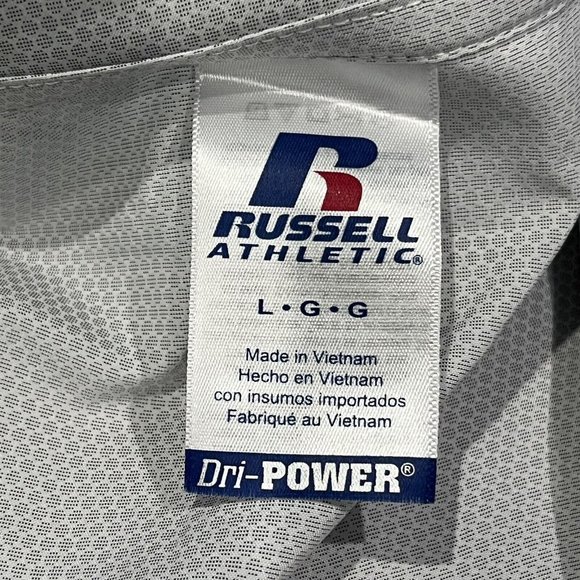 R
RUSSELL
ATHLETIC®
L • G • G
Made in Vietnam
Hecho en Vietnam
con insumos importados
Fabriqué au Vietnam
Dri-POWER®